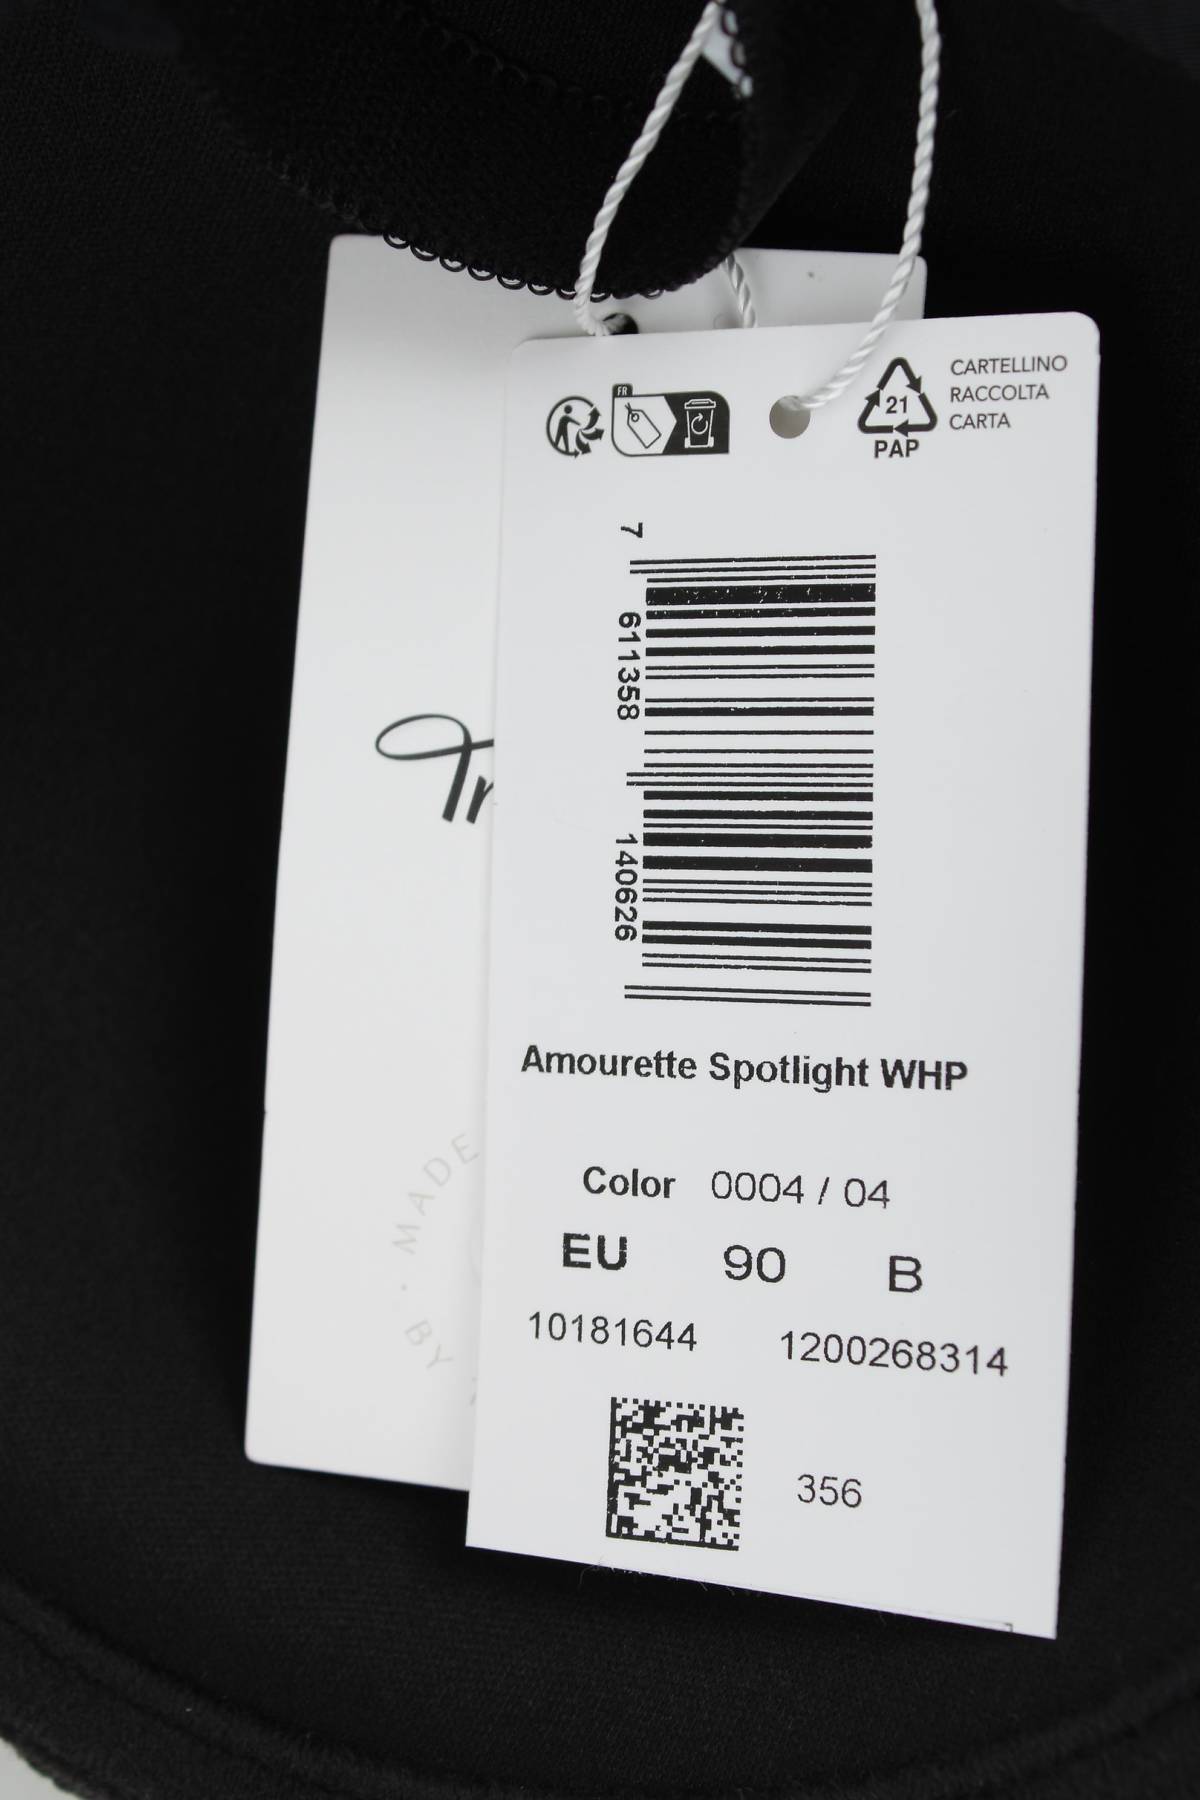 FR
21
PAP
CARTELLINO
RACCOLTA
CARTA
7
611358
140626
Amourette Spotlight WHP
Color 0004 / 04
EU 90 B
10181644 1200268314
356
Tr
MADE
· BY